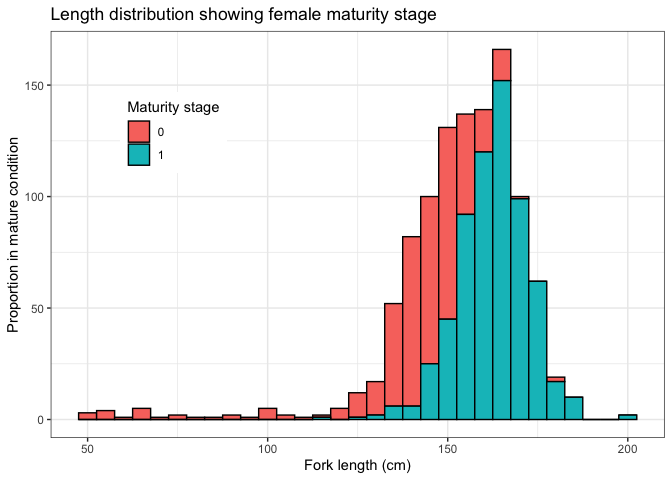 Length distribution showing female maturity stage
Proportion in mature condition
150
100
50
0
Maturity stage
0
1
50
100
150
200
Fork length (cm)